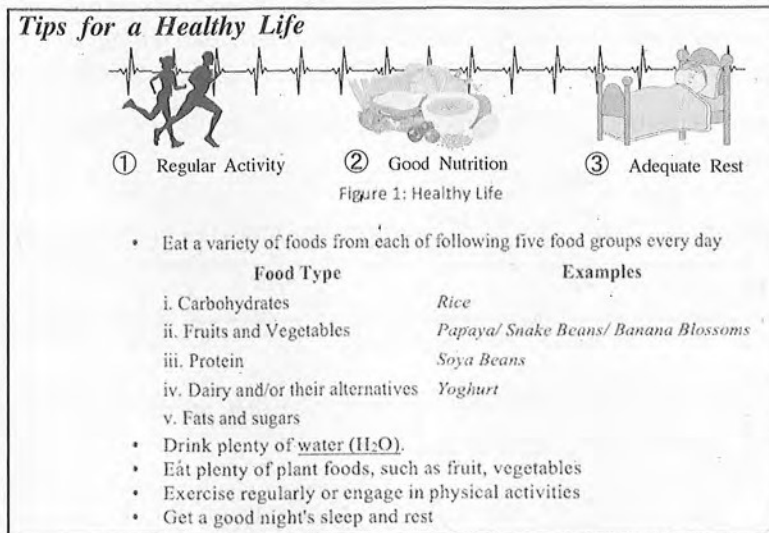 Tips for a Healthy Life
① Regular Activity ② Good Nutrition ③ Adequate Rest
Figure 1: Healthy Life
• Eat a variety of foods from each of following five food groups every day
Food Type Examples
i. Carbohydrates Rice
ii. Fruits and Vegetables Papaya/ Snake Beans/ Banana Blossoms
iii. Protein Soya Beans
iv. Dairy and/or their alternatives Yoghurt
v. Fats and sugars
• Drink plenty of water (H₂O).
• Eat plenty of plant foods, such as fruit, vegetables
• Exercise regularly or engage in physical activities
• Get a good night's sleep and rest